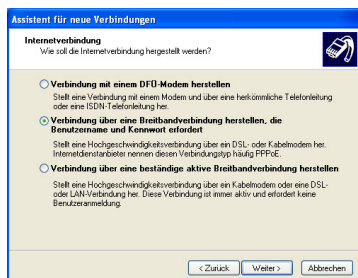 Assistent für neue Verbindungen
Internetverbindung
Wie soll die Internetverbindung hergestellt werden?
Verbindung mit einem DFÜ-Modem herstellen
Stellt eine Verbindung mit einem Modem und über eine herkömmliche Telefonleitung
oder eine ISDN-Telefonleitung her.
Verbindung über eine Breitbandverbindung herstellen, die
Benutzername und Kennwort erfordert
Stellt eine Hochgeschwindigkeitsverbindung über ein DSL- oder Kabelmodem her.
Internetdienstanbieter nennen diesen Verbindungstyp häufig PPPoE.
Verbindung über eine beständige aktive Breitbandverbindung herstellen
Stellt eine Hochgeschwindigkeitsverbindung über ein Kabelmodem oder eine DSL-
oder LAN-Verbindung her. Diese Verbindung ist immer aktiv und erfordert keine
Benutzeranmeldung.
< Zurück Weiter > Abbrechen